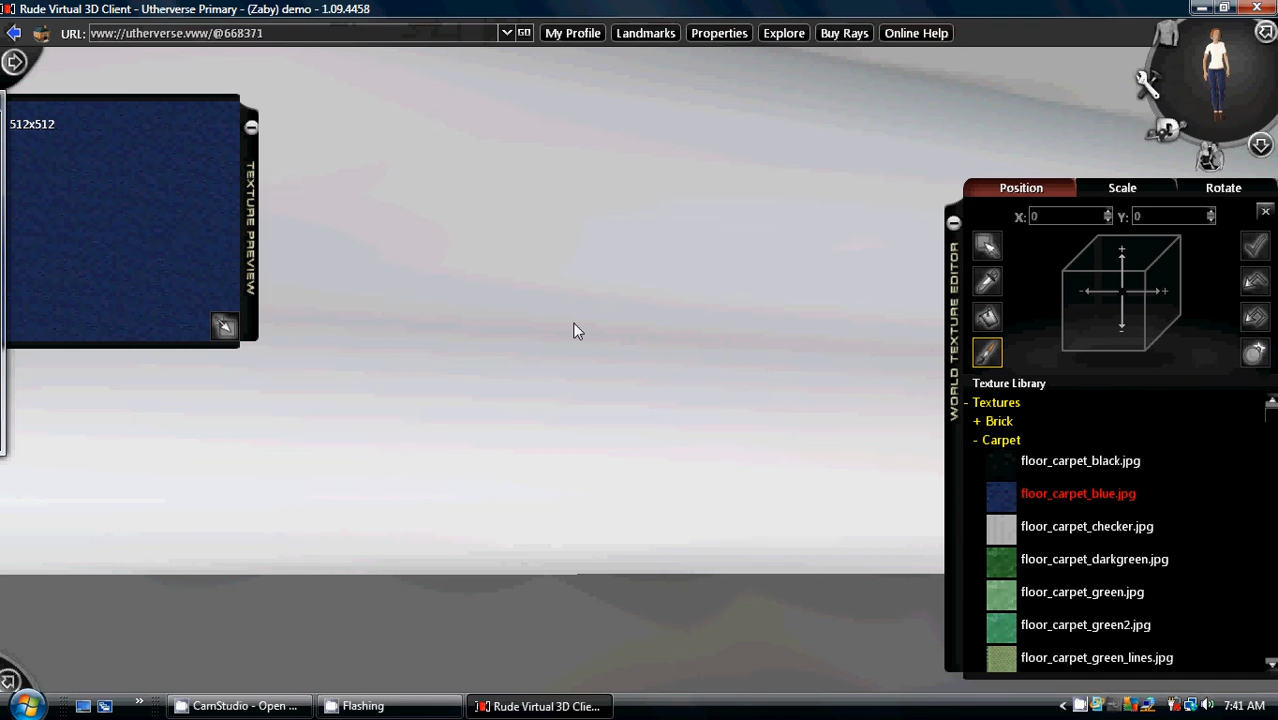 Rude Virtual 3D Client - Utherverse Primary - (Zaby) demo - 1.09.4458
URL: www://utherverse.vww/@668371 GO My Profile Landmarks Properties Explore Buy Rays Online Help
512x512
TEXTURE PREVIEW
Position Scale Rotate
X: 0 Y: 0
WORLD TEXTURE EDITOR
Texture Library
- Textures
+ Brick
- Carpet
floor_carpet_black.jpg
floor_carpet_blue.jpg
floor_carpet_checker.jpg
floor_carpet_darkgreen.jpg
floor_carpet_green.jpg
floor_carpet_green2.jpg
floor_carpet_green_lines.jpg
» CamStudio - Open ... Flashing Rude Virtual 3D Clie... < 7:41 AM